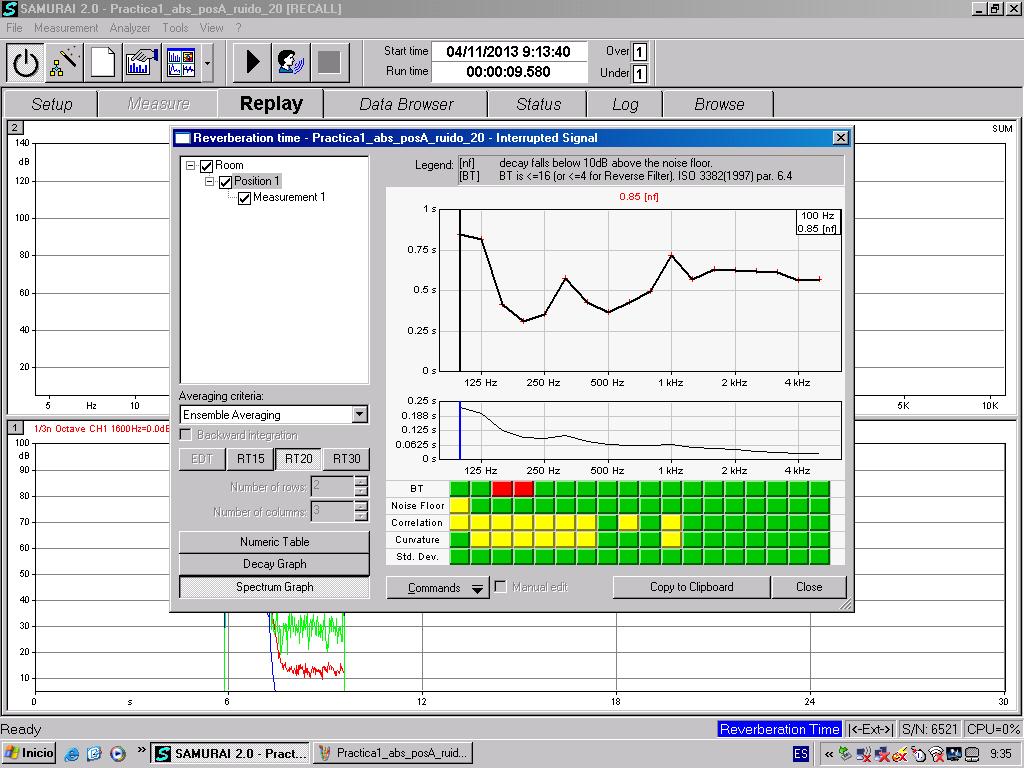 SAMURAI 2.0 - Practica1_abs_posA_ruido_20 [RECALL]
File Measurement Analyzer Tools View ?
Start time 04/11/2013 9:13:40 Over 1
Run time 00:00:09.580 Under 1
Setup Measure Replay Data Browser Status Log Browse
2
SUM
140
dB
120
100
80
60
40
20
5 Hz 10 5K 10K
Reverberation time - Practica1_abs_posA_ruido_20 - Interrupted Signal
Room
Position 1
Measurement 1
Legend: [nf] decay falls below 10dB above the noise floor.
[BT] BT is <=16 (or <=4 for Reverse Filter). ISO 3382(1997) par. 6.4
0.85 [nf]
1 s
0.75 s
0.5 s
0.25 s
0 s
100 Hz
0.85 [nf]
125 Hz 250 Hz 500 Hz 1 kHz 2 kHz 4 kHz
0.25 s
0.188 s
0.125 s
0.0625 s
0 s
125 Hz 250 Hz 500 Hz 1 kHz 2 kHz 4 kHz
BT
Noise Floor
Correlation
Curvature
Std. Dev.
Averaging criteria:
Ensemble Averaging
Backward integration
EDT RT15 RT20 RT30
Number of rows: 2
Number of columns: 3
Numeric Table
Decay Graph
Spectrum Graph
Commands Manual edit Copy to Clipboard Close
1
1/3n Octave CH1 1600Hz=0.0dB
100
dB
90
80
70
60
50
40
30
20
10
0 s 6 12 18 24 30
Ready Reverberation Time |<-Ext->| S/N: 6521 CPU=0%
Inicio » SAMURAI 2.0 - Pract... Practica1_abs_posA_ruid... ES « 9:35